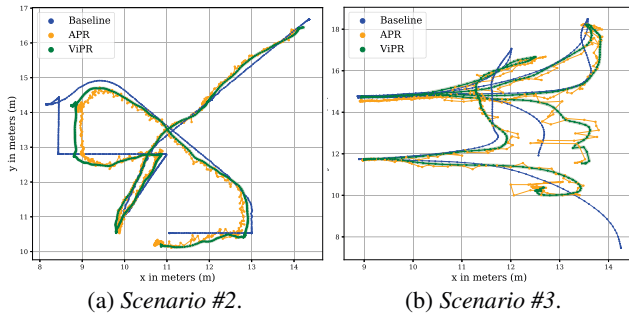 Baseline
APR
ViPR
17
16
15
14
13
12
11
10
y in meters (m)
8 9 10 11 12 13 14
x in meters (m)
(a) Scenario #2.
Baseline
APR
ViPR
18
16
14
12
10
8
9 10 11 12 13 14
x in meters (m)
(b) Scenario #3.